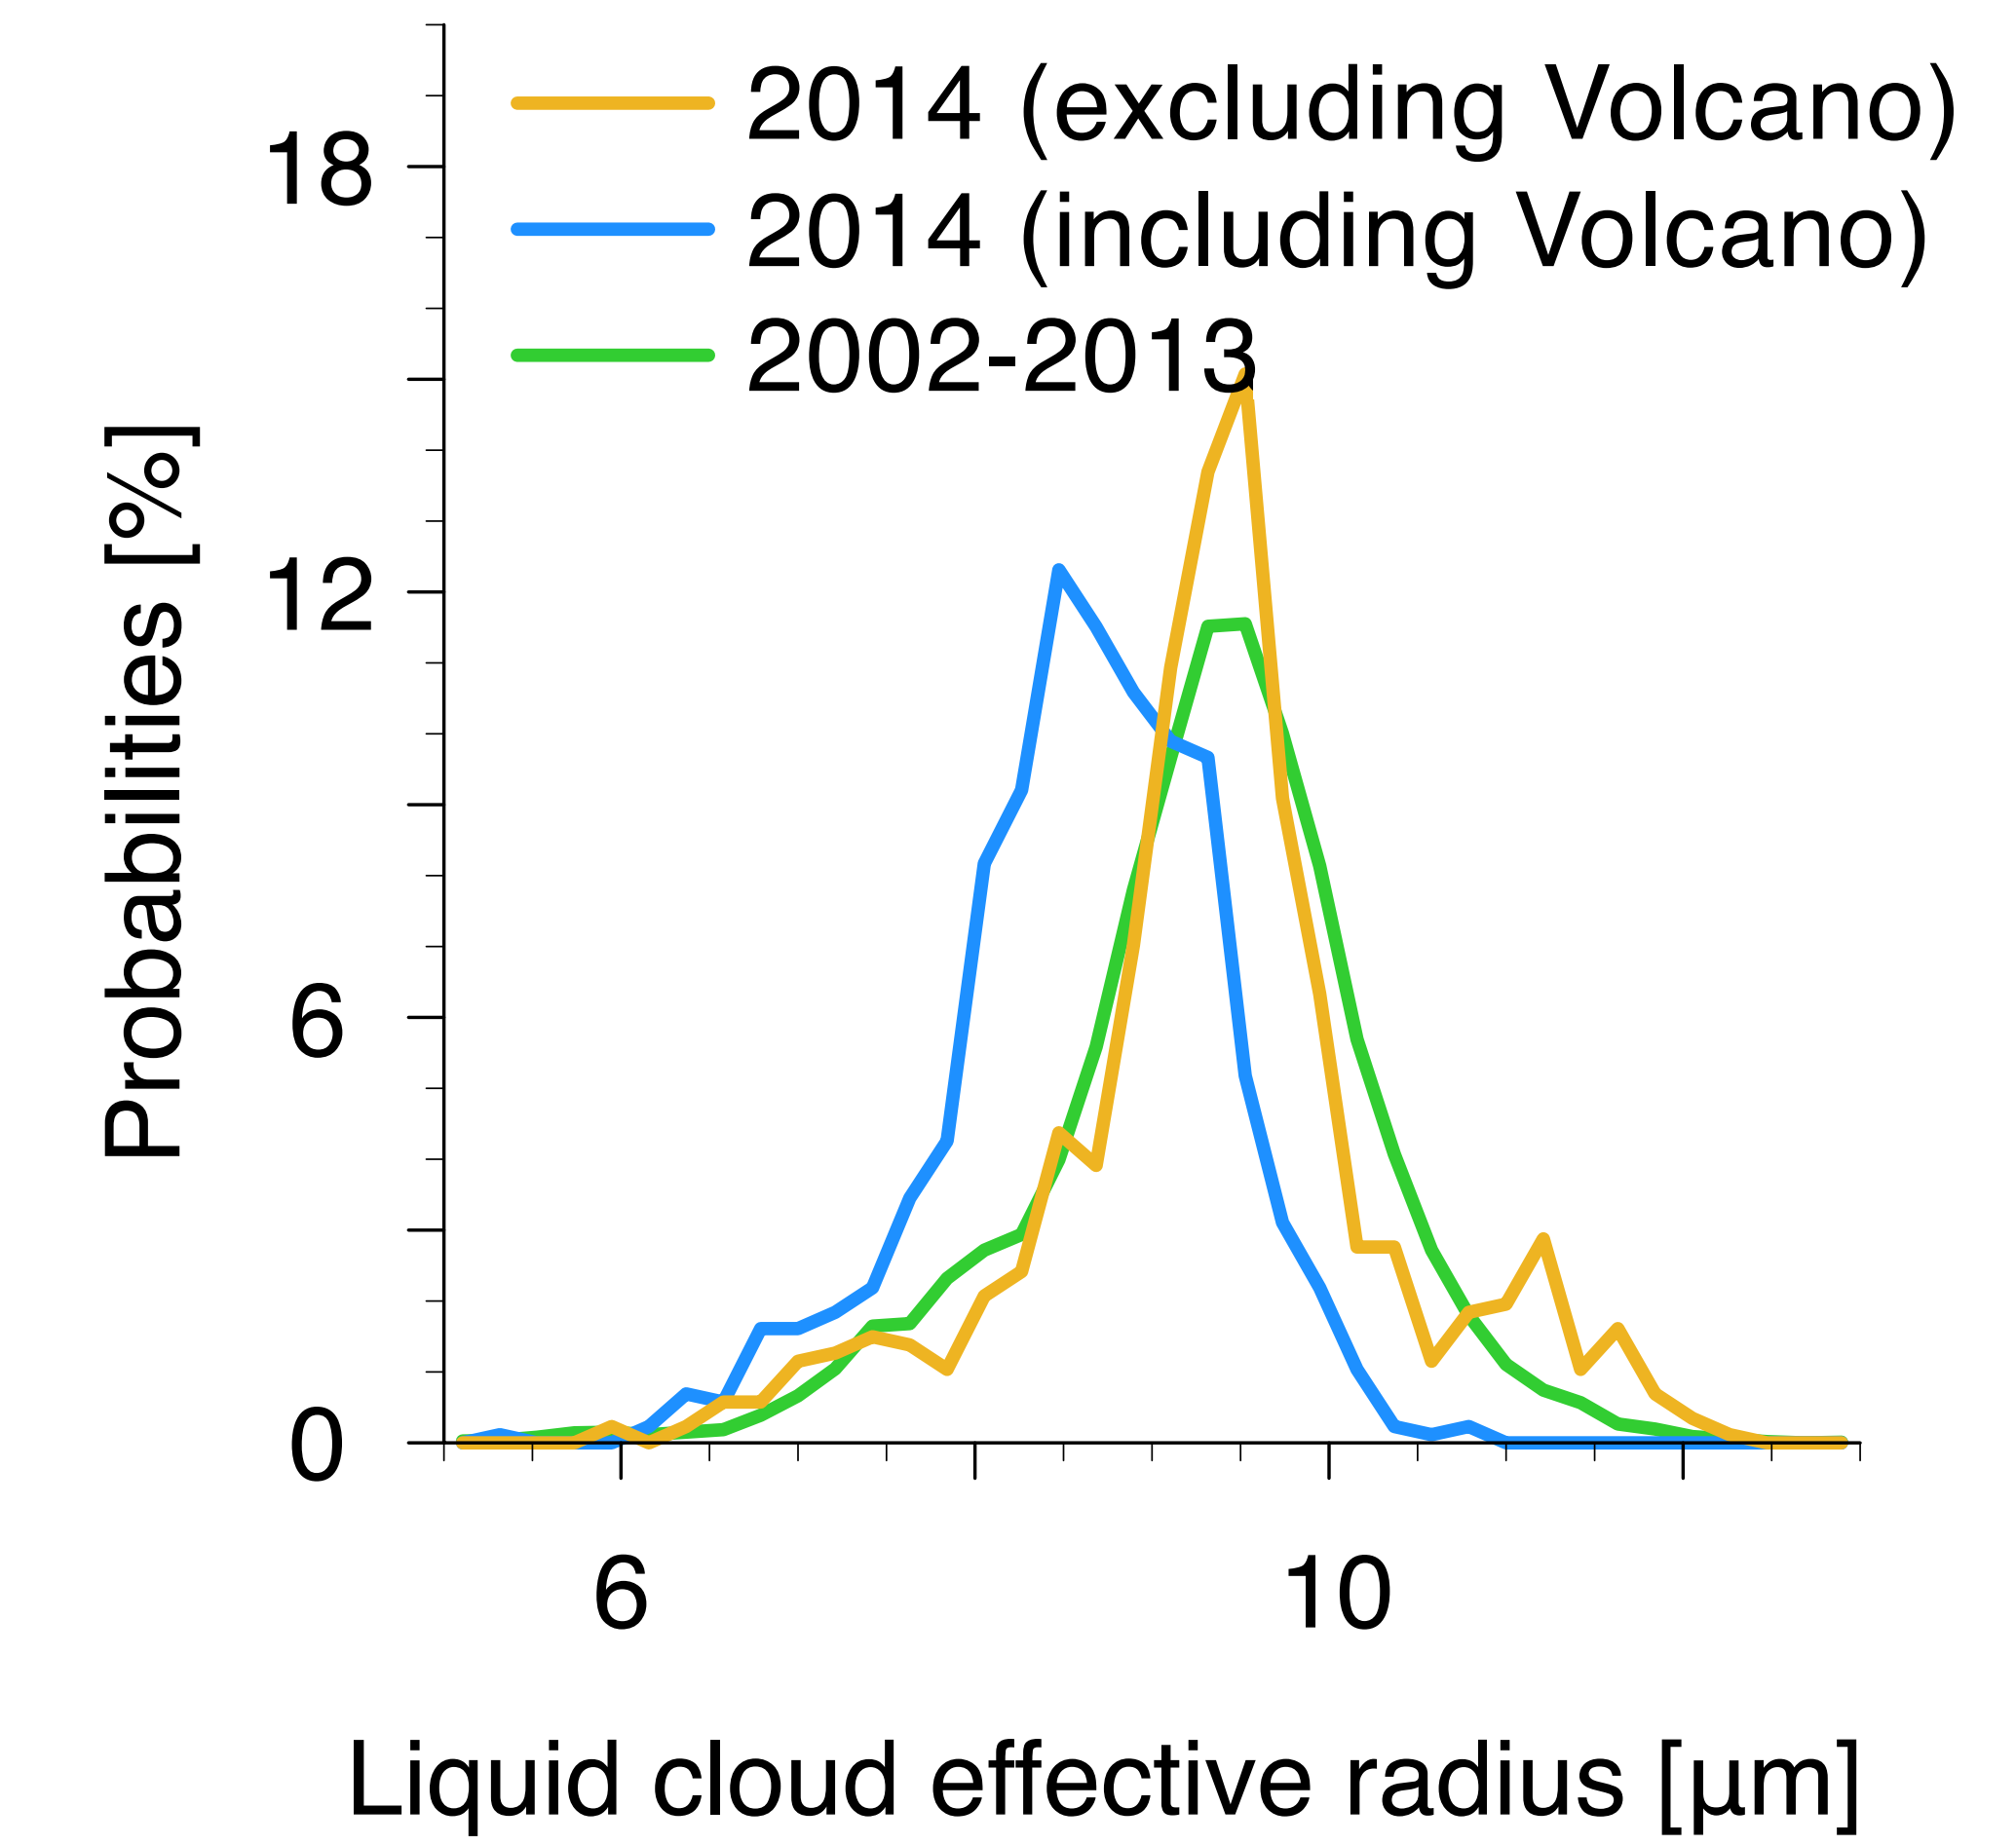 2014 (excluding Volcano)
2014 (including Volcano)
2002-2013
18
12
6
0
Probabilities [%]
6 10
Liquid cloud effective radius [µm]